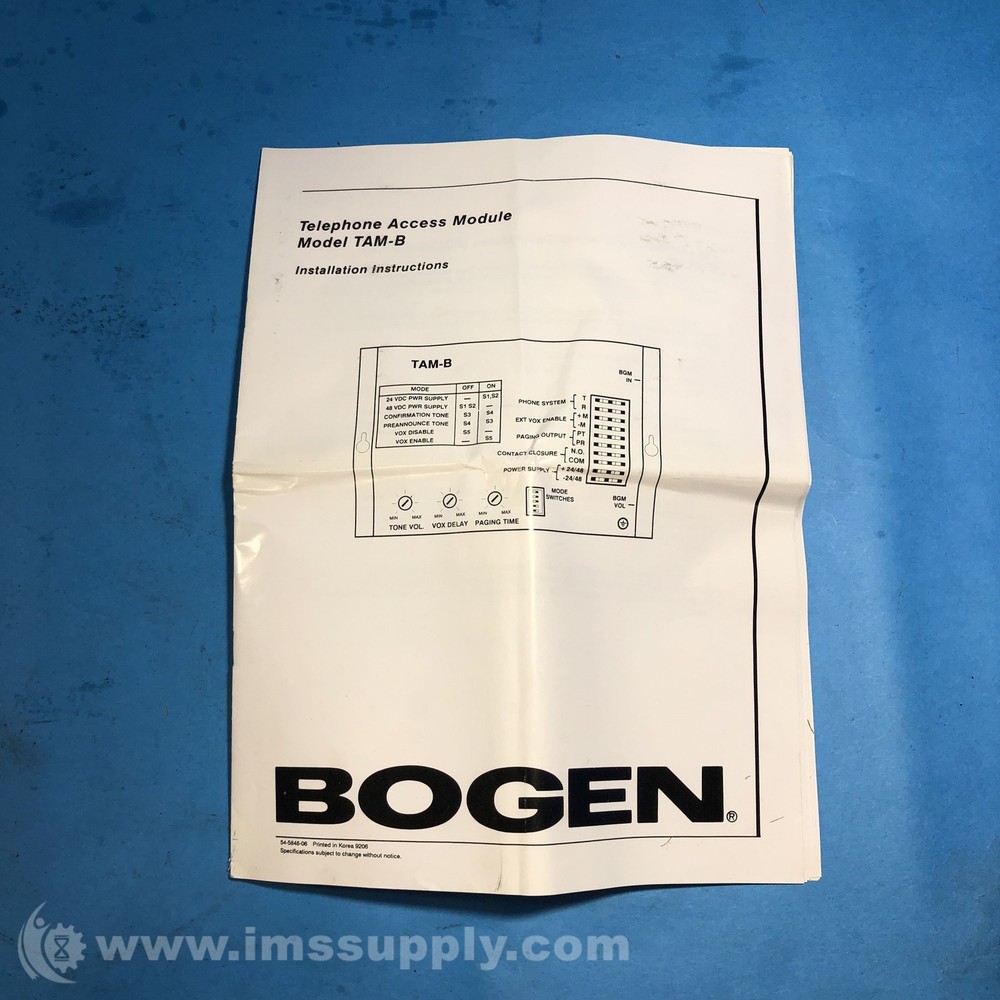 Telephone Access Module
Model TAM-B
Installation Instructions
TAM-B
MODE OFF ON
24 VDC PWR SUPPLY — S1,S2
48 VDC PWR SUPPLY S1 S2 —
CONFIRMATION TONE S3 S4
PREANNOUNCE TONE S4 S3
VOX DISABLE S5 —
VOX ENABLE — S5
BGM
IN
PHONE SYSTEM T
R
EXT VOX ENABLE +M
-M
PAGING OUTPUT PT
PR
CONTACT CLOSURE N.O.
COM
POWER SUPPLY +24/48
-24/48
MODE
SWITCHES
BGM
VOL
MIN MAX MIN MAX MIN MAX
TONE VOL. VOX DELAY PAGING TIME
BOGEN®
54-5848-06 Printed in Korea 9206
Specifications subject to change without notice.
www.imssupply.com